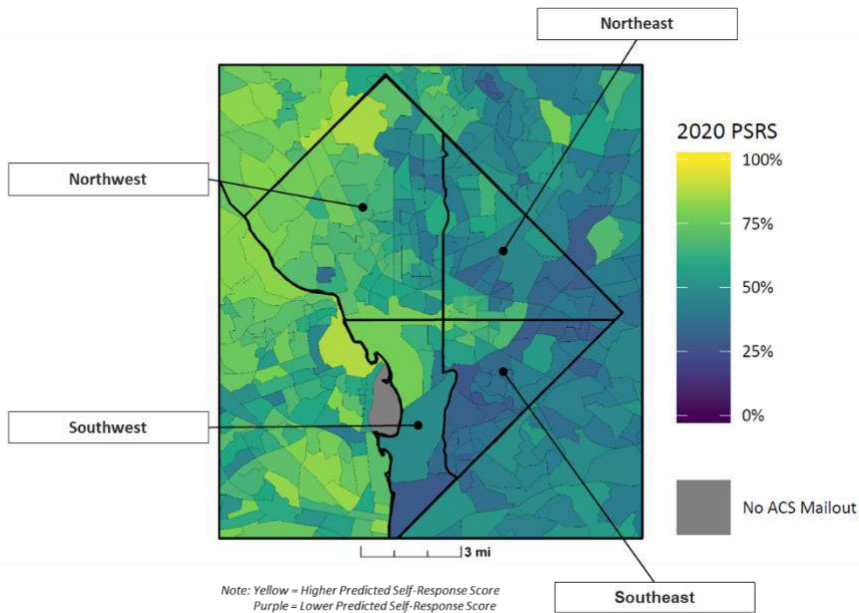 Northeast
Northwest
Southwest
Southeast
2020 PSRS
100%
75%
50%
25%
0%
No ACS Mailout
3 mi
Note: Yellow = Higher Predicted Self-Response Score
Purple = Lower Predicted Self-Response Score